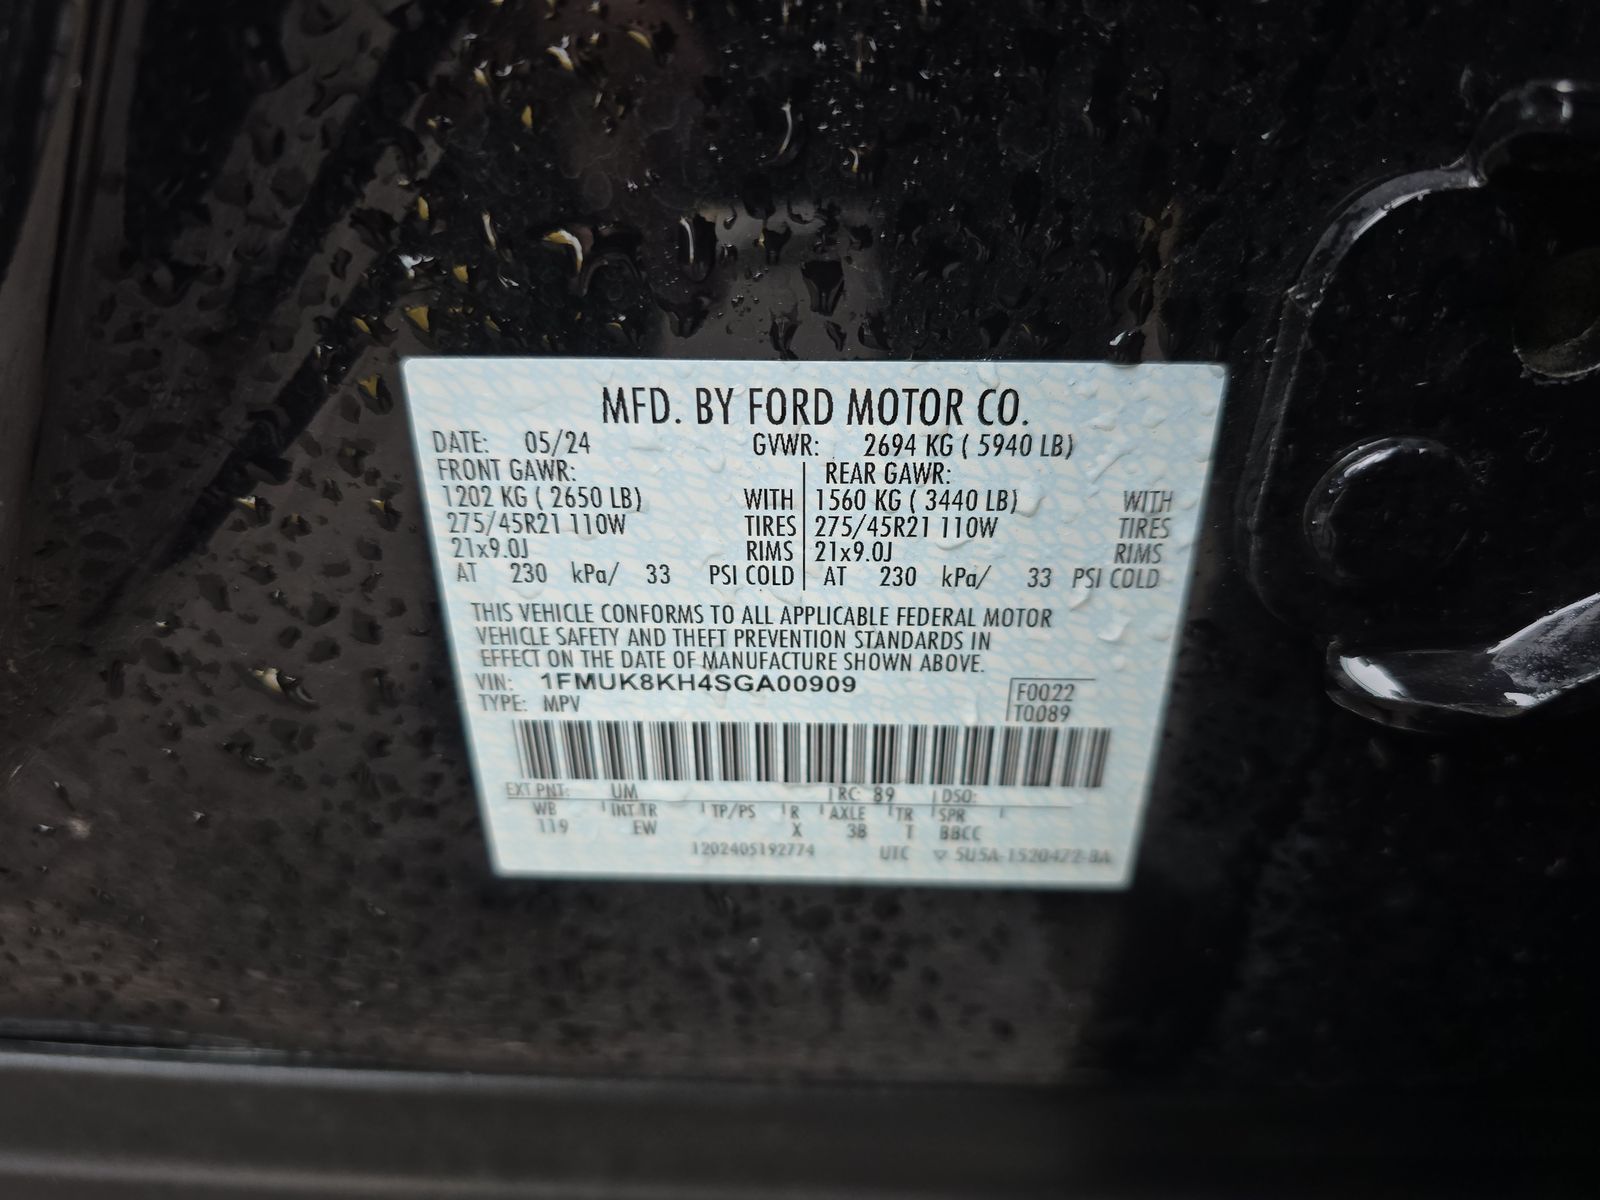 MFD. BY FORD MOTOR CO.
DATE: 05/24 GVWR: 2694 KG ( 5940 LB)
FRONT GAWR: REAR GAWR:
1202 KG ( 2650 LB) WITH 1560 KG ( 3440 LB) WITH
275/45R21 110W TIRES 275/45R21 110W TIRES
21x9.0J RIMS 21x9.0J RIMS
AT 230 kPa/ 33 PSI COLD AT 230 kPa/ 33 PSI COLD
THIS VEHICLE CONFORMS TO ALL APPLICABLE FEDERAL MOTOR
VEHICLE SAFETY AND THEFT PREVENTION STANDARDS IN
EFFECT ON THE DATE OF MANUFACTURE SHOWN ABOVE.
VIN: 1FMUK8KH4SGA00909 F0022
TYPE: MPV T0089
EXT PNT: UM RC: 89 DSO:
WB INT TR TP/PS R AXLE TR SPR
119 EW X 3B T BBCC
1202405192774 UTC ▽ 5U5A-1520472-BA